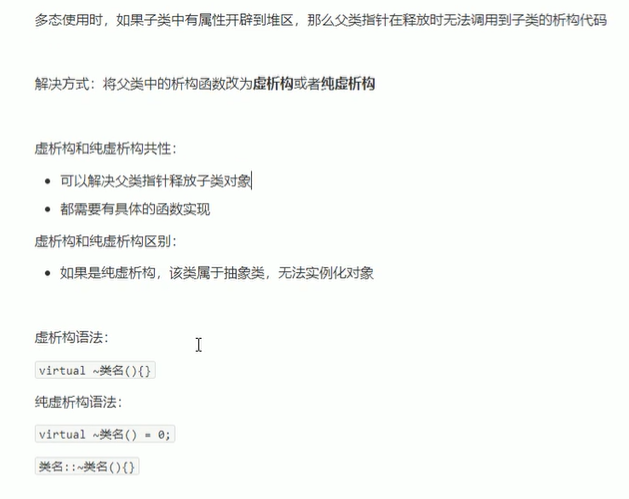 多态使用时，如果子类中有属性开辟到堆区，那么父类指针在释放时无法调用到子类的析构代码
解决方式：将父类中的析构函数改为虚析构或者纯虚析构
虚析构和纯虚析构共性：
可以解决父类指针释放子类对象
都需要有具体的函数实现
虚析构和纯虚析构区别：
如果是纯虚析构，该类属于抽象类，无法实例化对象
虚析构语法：
virtual ~类名(){}
纯虚析构语法：
virtual ~类名() = 0;
类名::~类名(){}